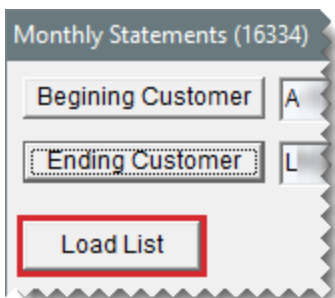 Monthly Statements (16334)
Begining Customer A
Ending Customer L
Load List